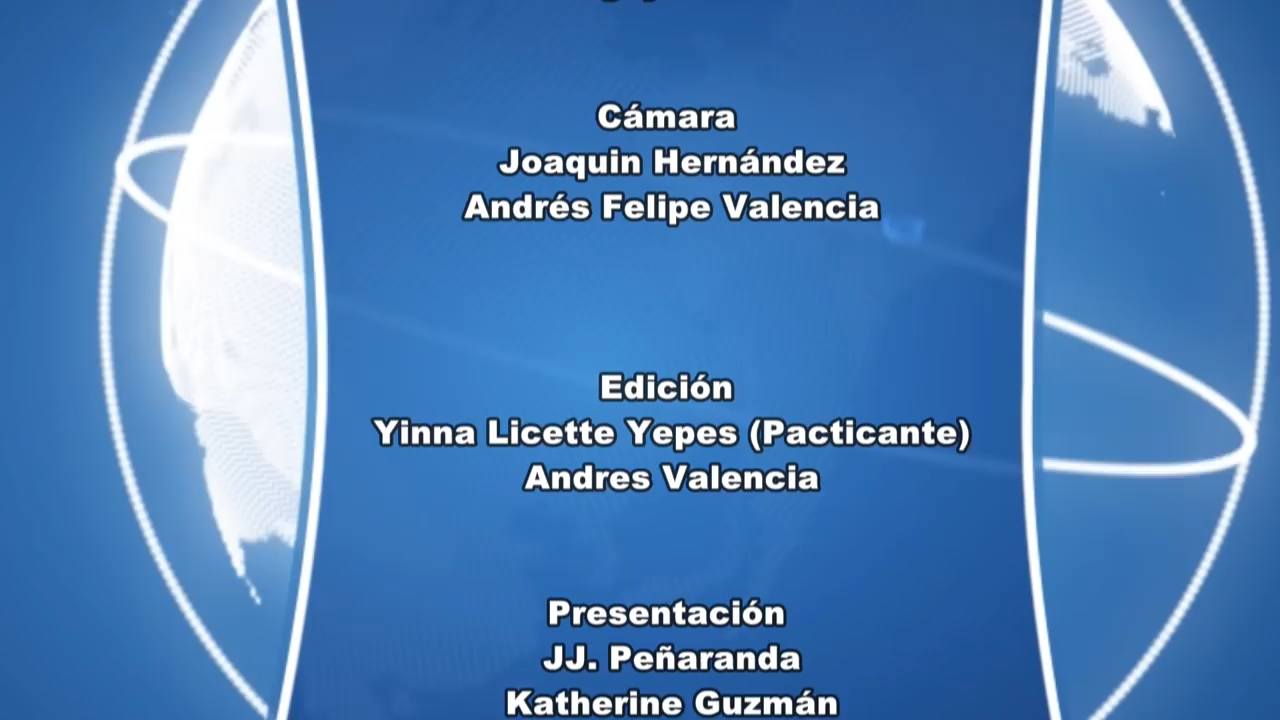 Cámara
Joaquin Hernández
Andrés Felipe Valencia
Edición
Yinna Licette Yepes (Pacticante)
Andres Valencia
Presentación
JJ. Peñaranda
Katherine Guzmán